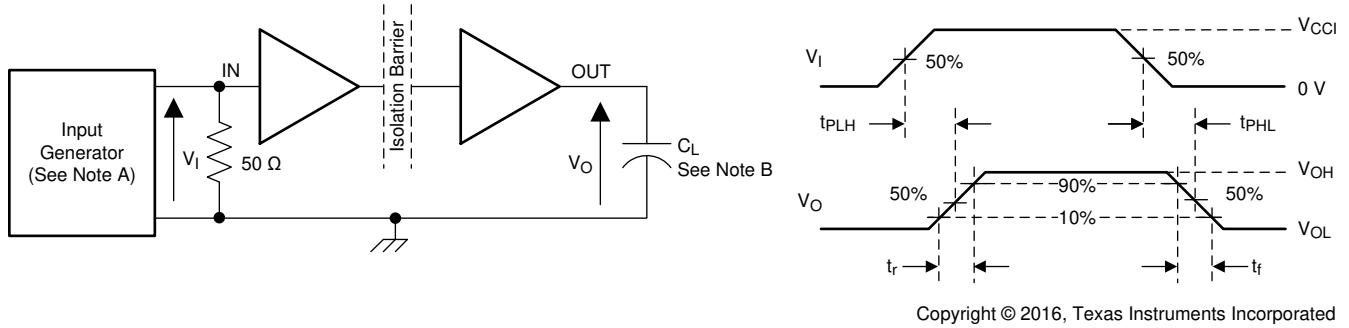 Input
Generator
(See Note A)
V_I
IN
50 Ω
Isolation Barrier
OUT
V_O
C_L
See Note B
V_I
50%
50%
V_CCI
0 V
t_PLH
t_PHL
V_O
50%
90%
50%
10%
V_OH
V_OL
t_r
t_f
Copyright © 2016, Texas Instruments Incorporated